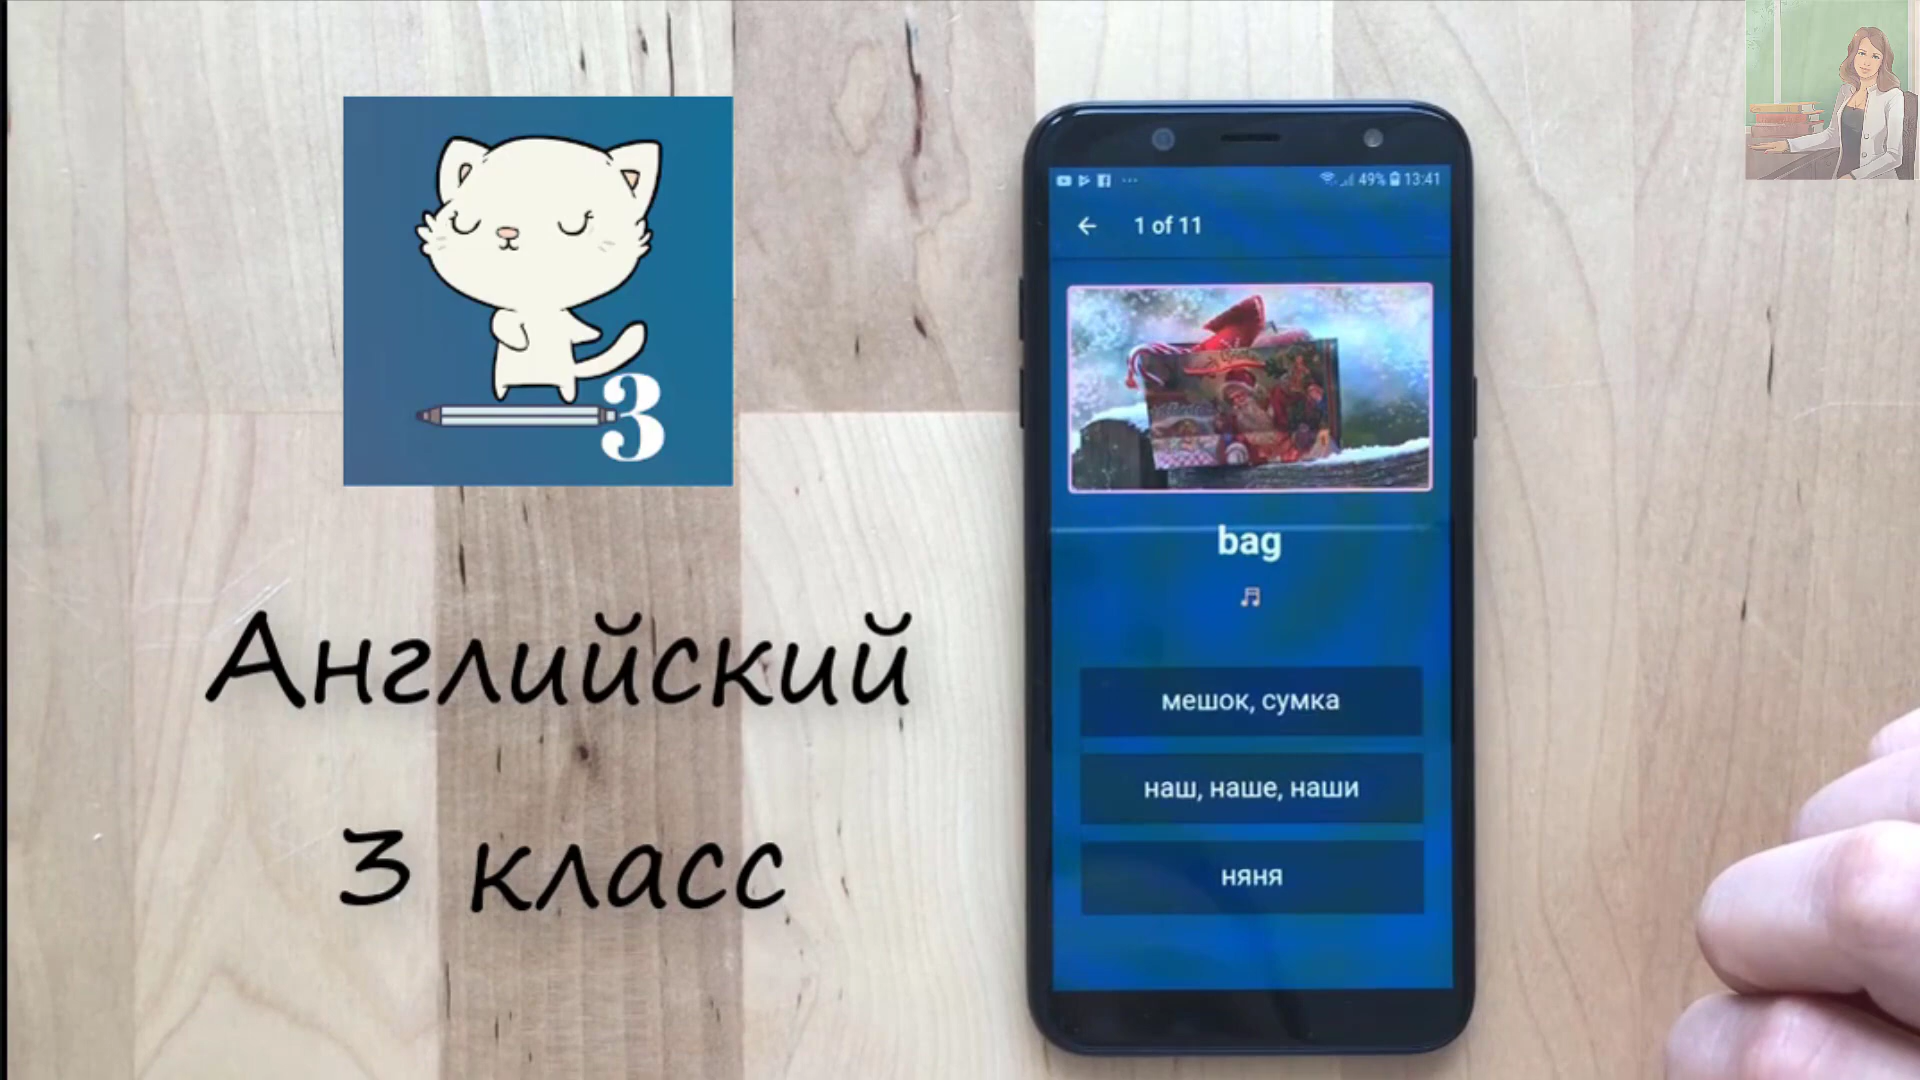 3
Английский
3 класс
49% 13:41
1 of 11
bag
мешок, сумка
наш, наше, наши
няня